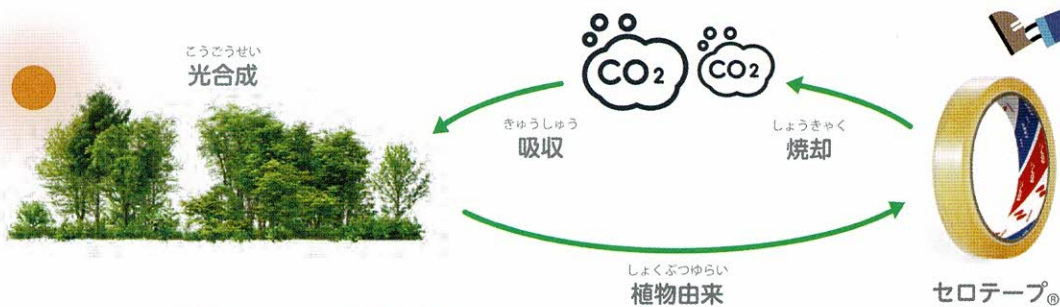 こうごうせい
光合成
CO2
CO2
きゅうしゅう
吸収
しょうきゃく
焼却
しょくぶつゆらい
植物由来
セロテープ®